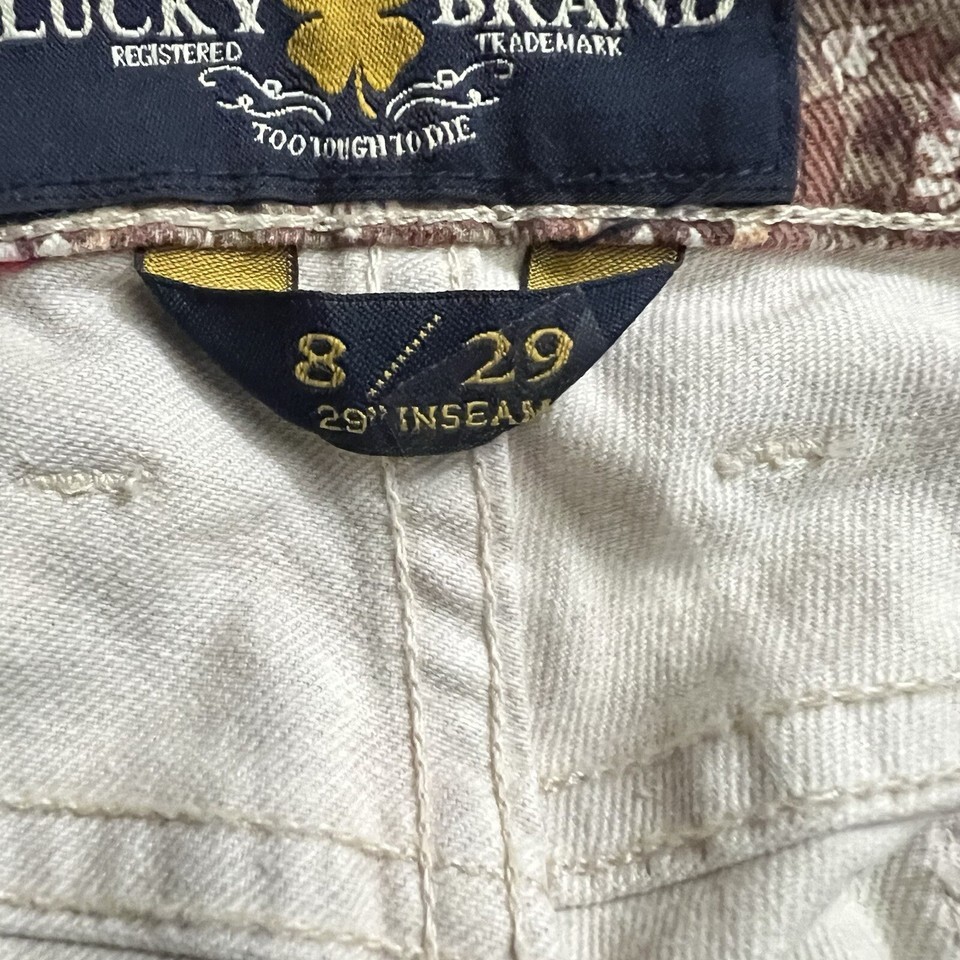 LUCKY BRAND
REGISTERED TRADEMARK
TOO TOUGH TO DIE
8 / 29
29" INSEAM